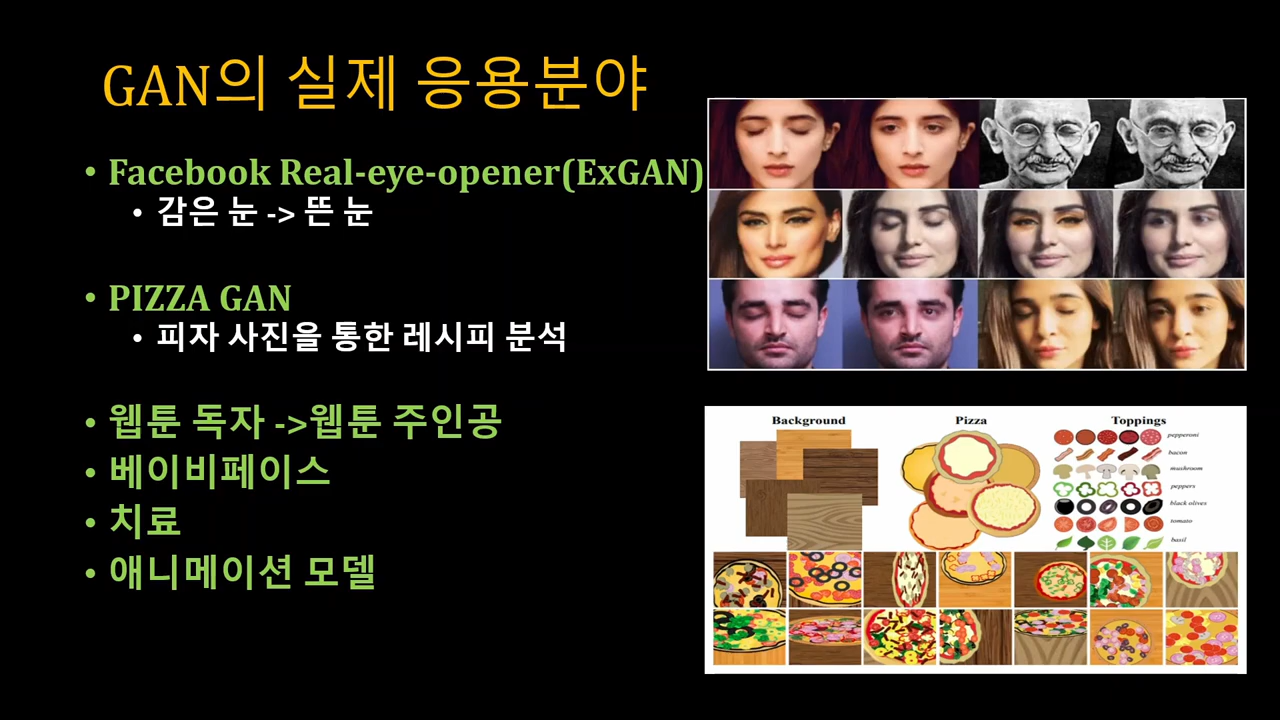 GAN의 실제 응용분야
• Facebook Real-eye-opener(ExGAN)
• 감은 눈 -> 뜬 눈
• PIZZA GAN
• 피자 사진을 통한 레시피 분석
• 웹툰 독자 ->웹툰 주인공
• 베이비페이스
• 치료
• 애니메이션 모델
Background
Pizza
Toppings
pepperoni
bacon
mushroom
peppers
black olives
tomato
basil